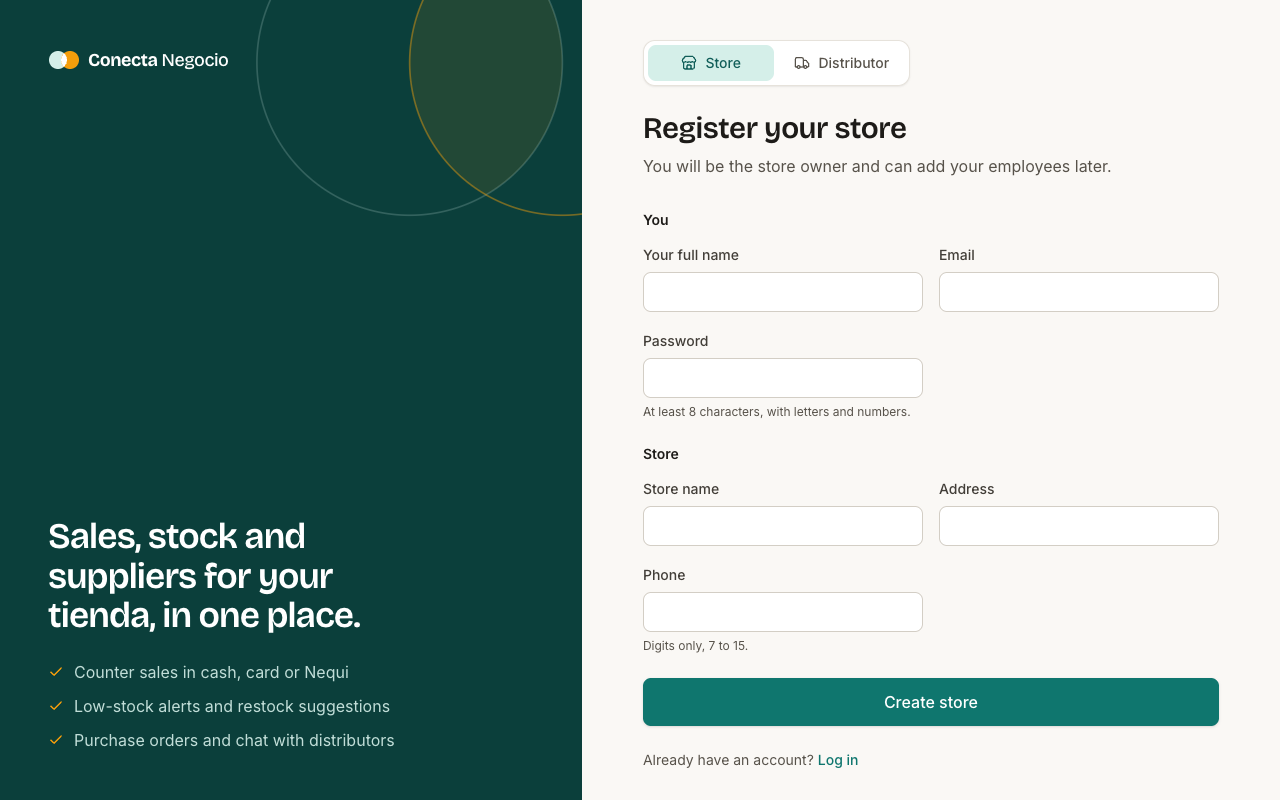 Conecta Negocio
Sales, stock and
suppliers for your
tienda, in one place.
Counter sales in cash, card or Nequi
Low-stock alerts and restock suggestions
Purchase orders and chat with distributors
Store
Distributor
Register your store
You will be the store owner and can add your employees later.
You
Your full name
Email
Password
At least 8 characters, with letters and numbers.
Store
Store name
Address
Phone
Digits only, 7 to 15.
Create store
Already have an account? Log in